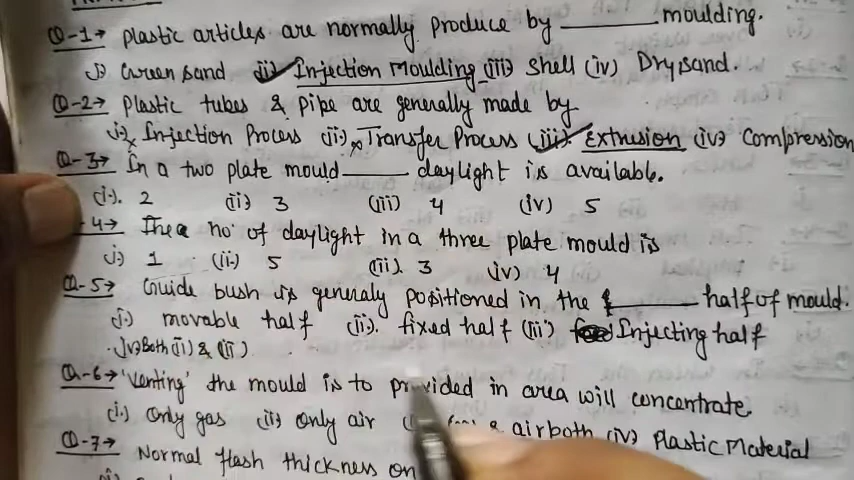 Q-1→ plastic articles are normally produce by ______ moulding.
(i) Green sand (ii) Injection Moulding (iii) Shell (iv) Dry sand.
Q-2→ Plastic tubes & pipe are generally made by
(i)× Injection Process (ii)× Transfer Process (iii) Extrusion (iv) Compression
Q-3→ In a two plate mould ______ daylight is available.
(i). 2 (ii) 3 (iii) 4 (iv) 5
-4→ The no. of daylight in a three plate mould is
(i) 1 (ii) 5 (iii). 3 (iv) 4
Q-5→ Guide bush is generaly positioned in the ______ half of mould.
(i) movable half (ii). fixed half (iii) Injecting half
(iv) Both (i) & (ii)
Q-6→ 'Venting' the mould is to provided in area will concentrate.
(i.) Only gas (ii) Only air & air both (iv) Plastic Material
Q-7→ Normal flash thickness on